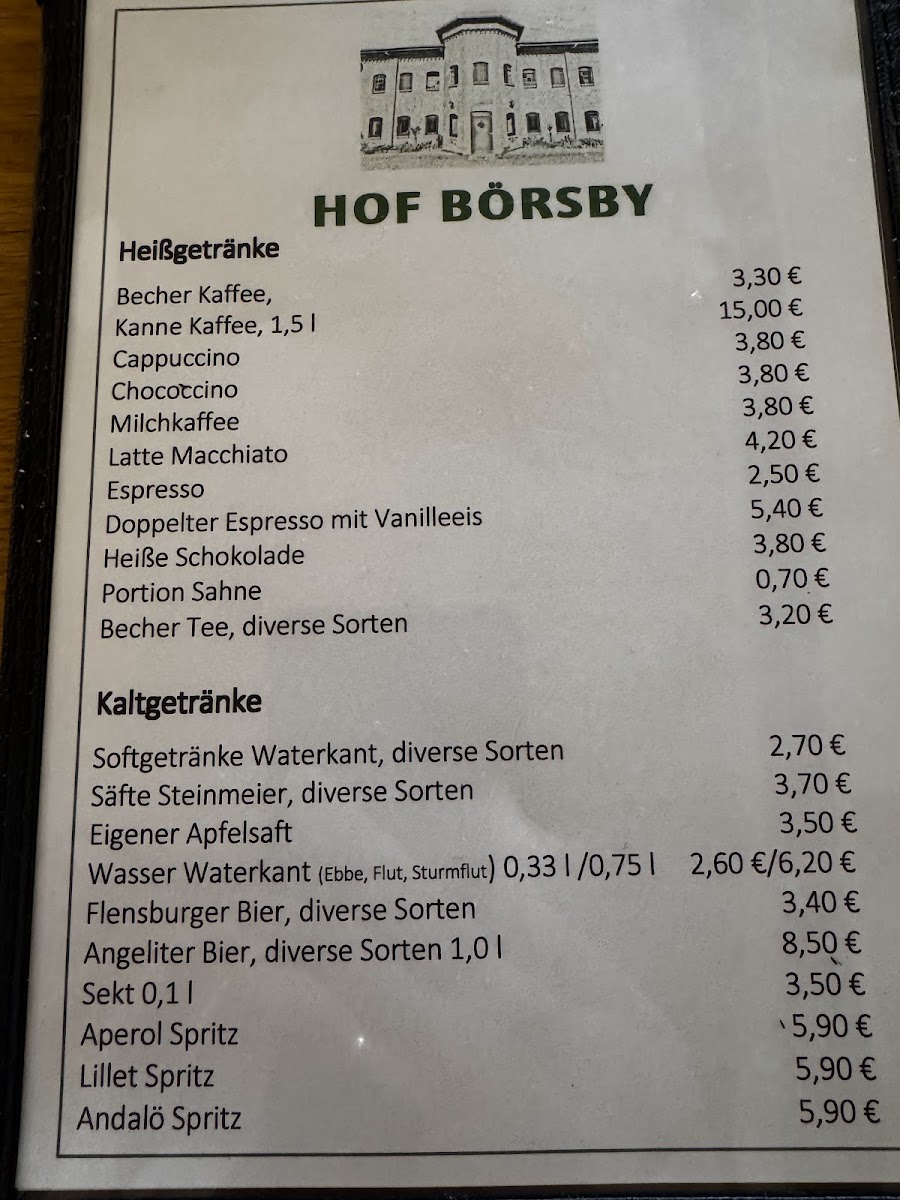 HOF BÖRSBY
Heißgetränke
Becher Kaffee, 3,30 €
Kanne Kaffee, 1,5 l 15,00 €
Cappuccino 3,80 €
Chococcino 3,80 €
Milchkaffee 3,80 €
Latte Macchiato 4,20 €
Espresso 2,50 €
Doppelter Espresso mit Vanilleeis 5,40 €
Heiße Schokolade 3,80 €
Portion Sahne 0,70 €
Becher Tee, diverse Sorten 3,20 €
Kaltgetränke
Softgetränke Waterkant, diverse Sorten 2,70 €
Säfte Steinmeier, diverse Sorten 3,70 €
Eigener Apfelsaft 3,50 €
Wasser Waterkant (Ebbe, Flut, Sturmflut) 0,33 l /0,75 l 2,60 €/6,20 €
Flensburger Bier, diverse Sorten 3,40 €
Angeliter Bier, diverse Sorten 1,0 l 8,50 €
Sekt 0,1 l 3,50 €
Aperol Spritz 5,90 €
Lillet Spritz 5,90 €
Andalö Spritz 5,90 €